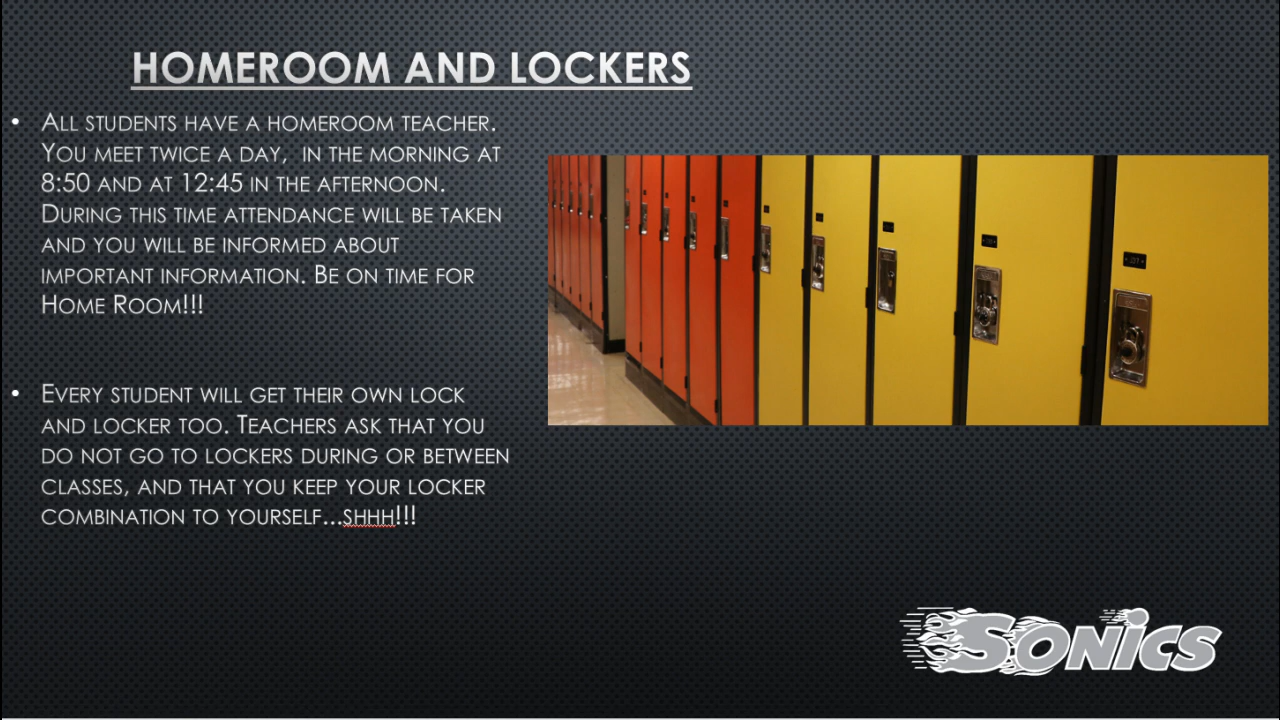 HOMEROOM AND LOCKERS
• ALL STUDENTS HAVE A HOMEROOM TEACHER.
YOU MEET TWICE A DAY,  IN THE MORNING AT
8:50 AND AT 12:45 IN THE AFTERNOON.
DURING THIS TIME ATTENDANCE WILL BE TAKEN
AND YOU WILL BE INFORMED ABOUT
IMPORTANT INFORMATION. BE ON TIME FOR
HOME ROOM!!!
• EVERY STUDENT WILL GET THEIR OWN LOCK
AND LOCKER TOO. TEACHERS ASK THAT YOU
DO NOT GO TO LOCKERS DURING OR BETWEEN
CLASSES, AND THAT YOU KEEP YOUR LOCKER
COMBINATION TO YOURSELF...SHHH!!!
SONICS